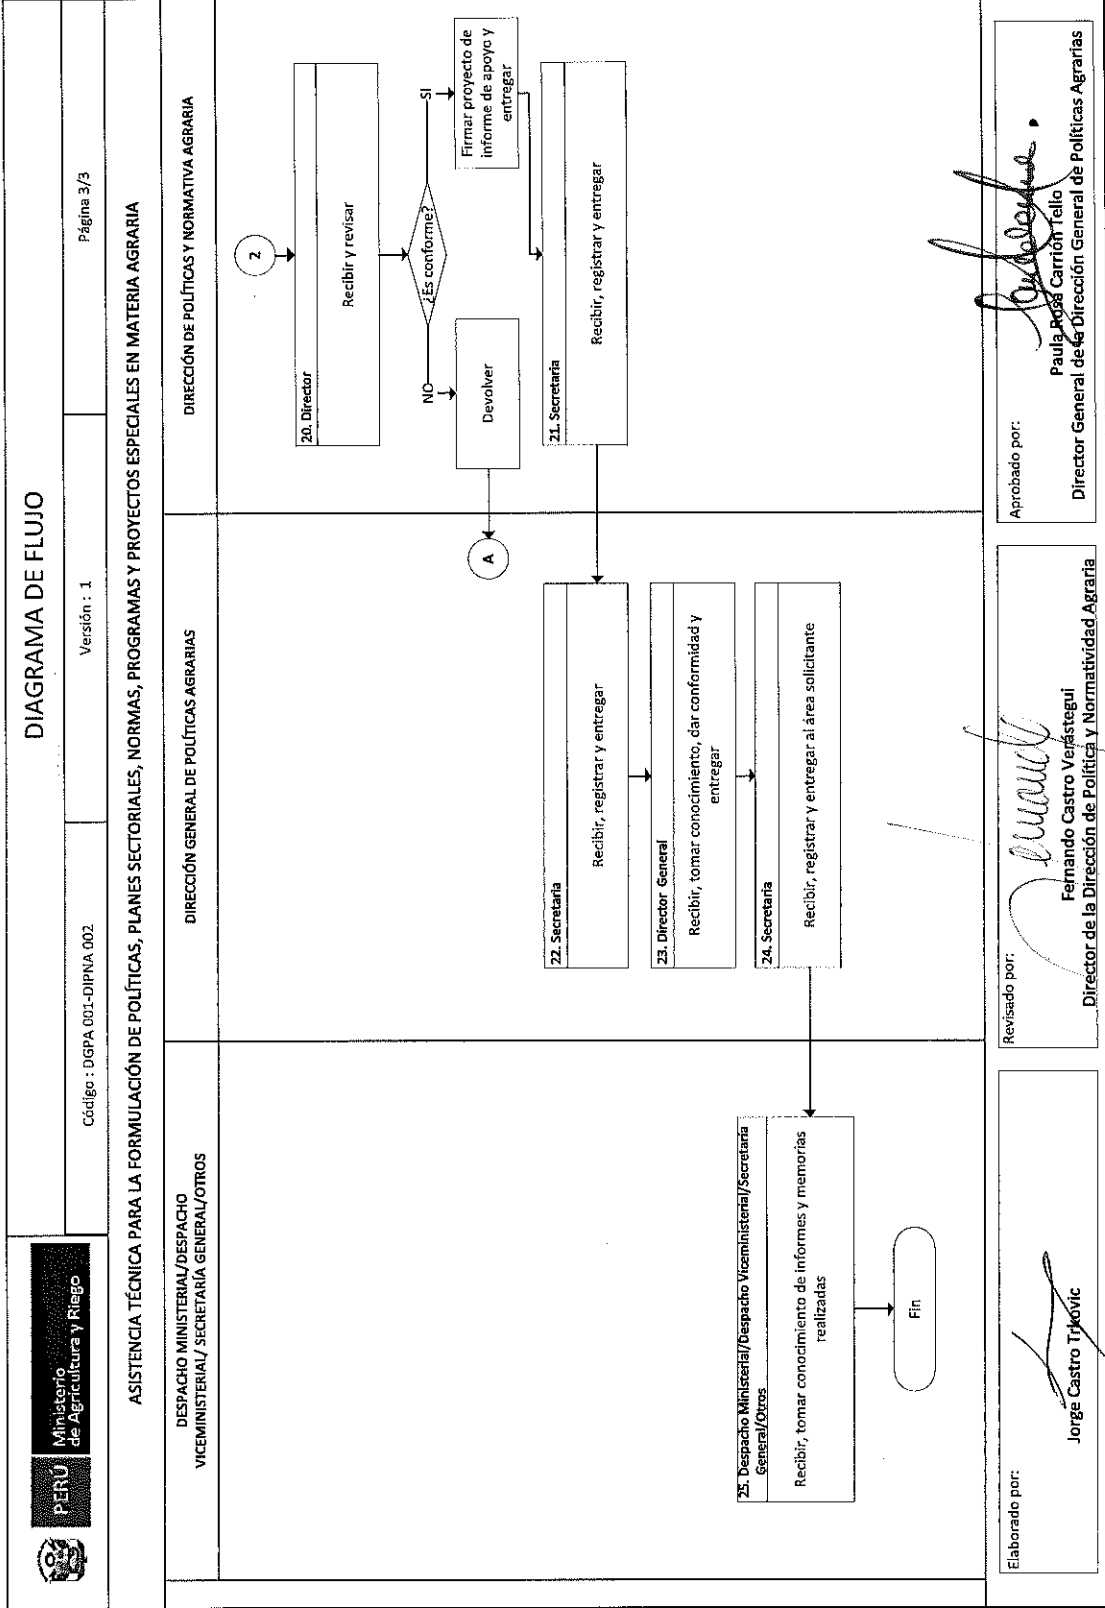 DIAGRAMA DE FLUJO
PERÚ
Ministerio
de Agricultura y Riego
Código : DGPA 001-DIPNA 002
Versión : 1
Página 3/3
ASISTENCIA TÉCNICA PARA LA FORMULACIÓN DE POLÍTICAS, PLANES SECTORIALES, NORMAS, PROGRAMAS Y PROYECTOS ESPECIALES EN MATERIA AGRARIA
DESPACHO MINISTERIAL/DESPACHO
VICEMINISTERIAL/ SECRETARÍA GENERAL/OTROS
DIRECCIÓN GENERAL DE POLÍTICAS AGRARIAS
DIRECCIÓN DE POLÍTICAS Y NORMATIVA AGRARIA
2
20. Director
Recibir y revisar
¿Es conforme?
NO
SI
Devolver
Firmar proyecto de
informe de apoyo y
entregar
A
21. Secretaria
Recibir, registrar y entregar
22. Secretaria
Recibir, registrar y entregar
23. Director General
Recibir, tomar conocimiento, dar conformidad y
entregar
24. Secretaria
Recibir, registrar y entregar al área solicitante
25. Despacho Ministerial/Despacho Viceministerial/Secretaría
General/Otros
Recibir, tomar conocimiento de informes y memorias
realizadas
Fin
Elaborado por:
Jorge Castro Trkovic
Revisado por:
Fernando Castro Verástegui
Director de la Dirección de Política y Normatividad Agraria
Aprobado por:
Paula Rosa Carrión Tello
Director General de la Dirección General de Políticas Agrarias